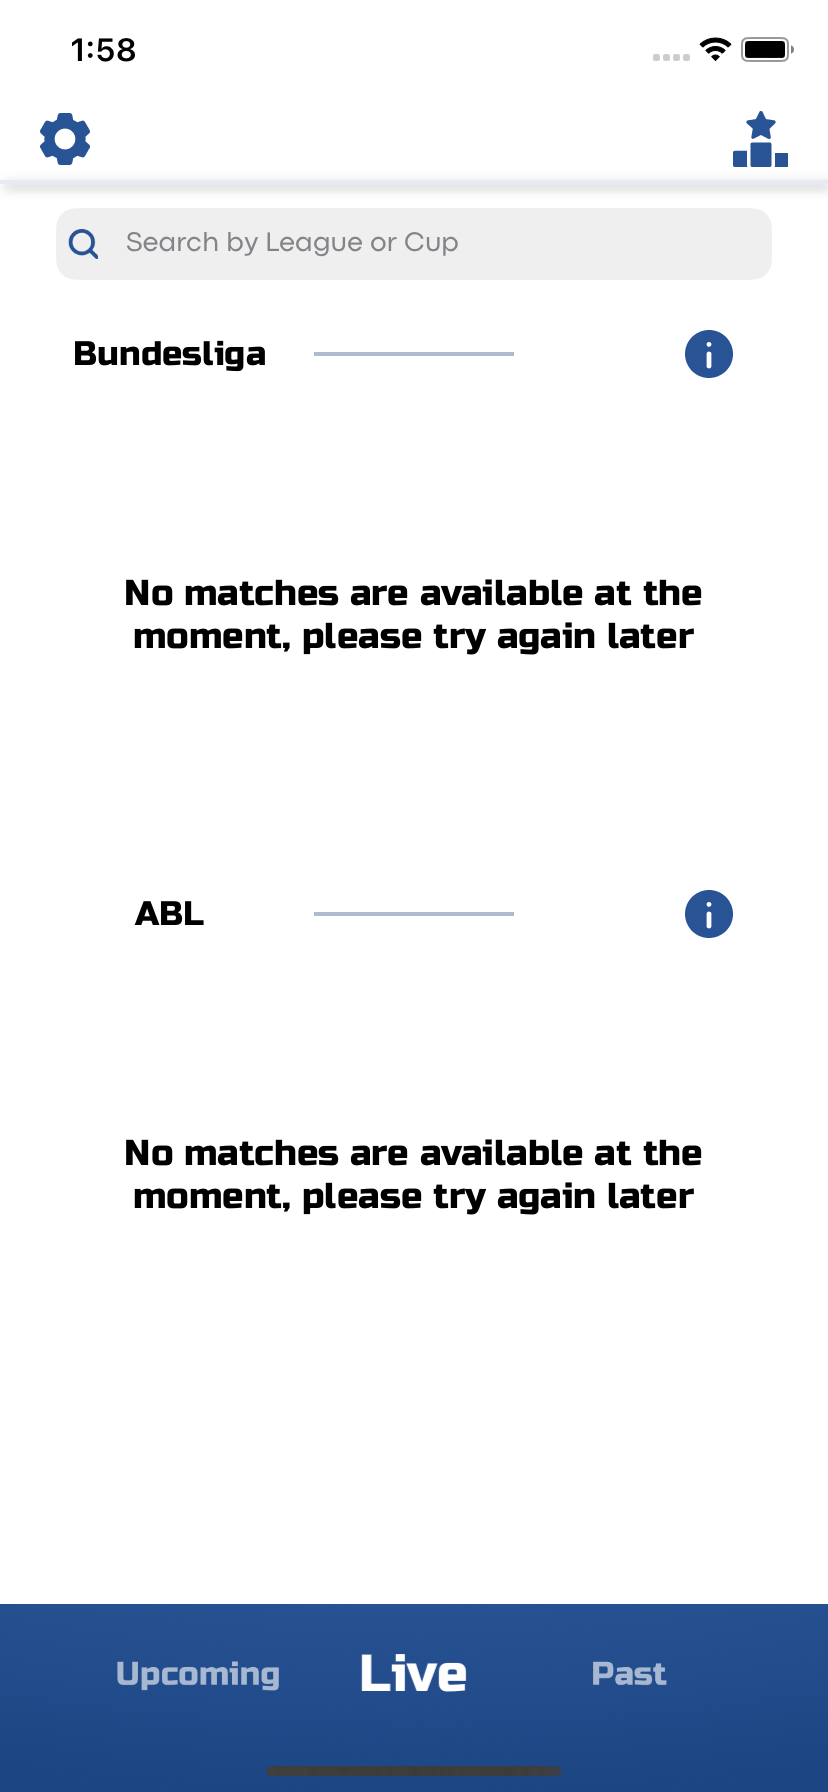 1:58
Search by League or Cup
Bundesliga
No matches are available at the
moment, please try again later
ABL
No matches are available at the
moment, please try again later
Upcoming Live Past